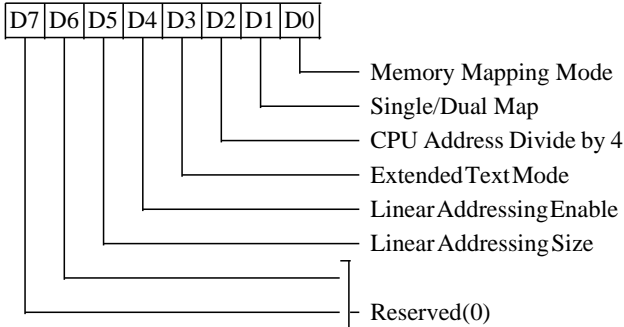 D7 D6 D5 D4 D3 D2 D1 D0
Memory Mapping Mode
Single/Dual Map
CPU Address Divide by 4
Extended Text Mode
Linear Addressing Enable
Linear Addressing Size
Reserved (0)